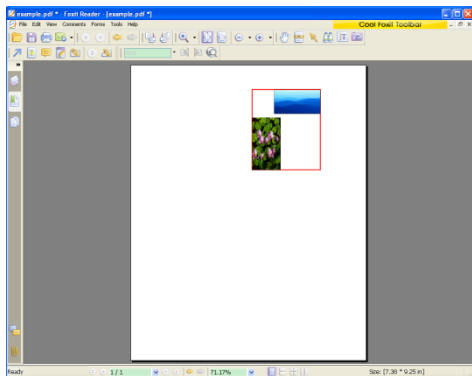 example.pdf * - Foxit Reader - [example.pdf *]
File Edit View Comments Forms Tools Help
Cool Foxit Toolbar
Ready
1 / 1
71.17%
Size: [7.38 * 9.25 in]